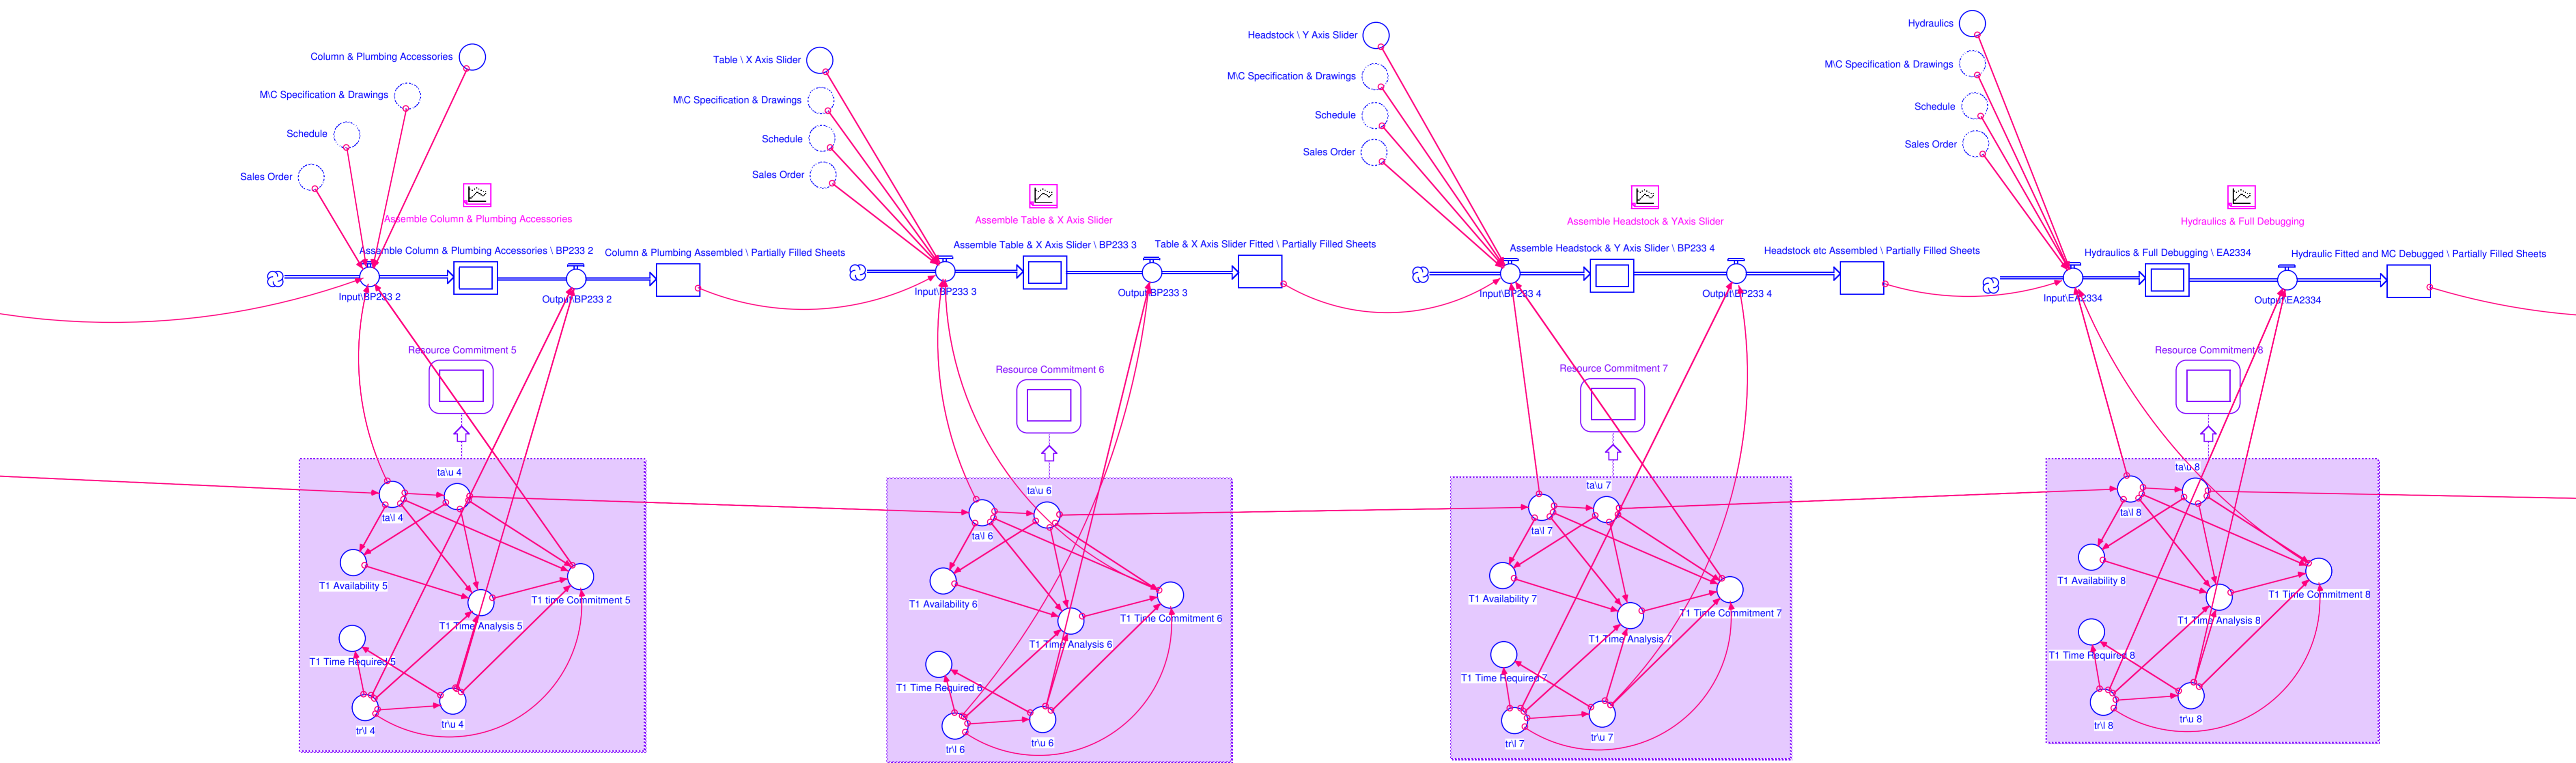 Column & Plumbing Accessories
M\C Specification & Drawings
Schedule
Sales Order
Assemble Column & Plumbing Accessories
Assemble Column & Plumbing Accessories \ BP233 2
Column & Plumbing Assembled \ Partially Filled Sheets
Input\BP233 2
Output\BP233 2
Resource Commitment 5
ta\u 4
ta\l 4
T1 Availability 5
T1 time Commitment 5
T1 Time Analysis 5
T1 Time Required 5
tr\l 4
tr\u 4
Table \ X Axis Slider
M\C Specification & Drawings
Schedule
Sales Order
Assemble Table & X Axis Slider
Assemble Table & X Axis Slider \ BP233 3
Table & X Axis Slider Fitted \ Partially Filled Sheets
Input\BP233 3
Output\BP233 3
Resource Commitment 6
ta\u 6
ta\l 6
T1 Availability 6
T1 Time Commitment 6
T1 Time Analysis 6
T1 Time Required 6
tr\l 6
tr\u 6
Headstock \ Y Axis Slider
M\C Specification & Drawings
Schedule
Sales Order
Assemble Headstock & YAxis Slider
Assemble Headstock & Y Axis Slider \ BP233 4
Headstock etc Assembled \ Partially Filled Sheets
Input\BP233 4
Output\BP233 4
Resource Commitment 7
ta\u 7
ta\l 7
T1 Availability 7
T1 Time Commitment 7
T1 Time Analysis 7
T1 Time Required 7
tr\l 7
tr\u 7
Hydraulics
M\C Specification & Drawings
Schedule
Sales Order
Hydraulics & Full Debugging
Hydraulics & Full Debugging \ EA2334
Hydraulic Fitted and MC Debugged \ Partially Filled Sheets
Input\EA2334
Output\EA2334
Resource Commitment 8
ta\u 8
ta\l 8
T1 Availability 8
T1 Time Commitment 8
T1 Time Analysis 8
T1 Time Required 8
tr\l 8
tr\u 8